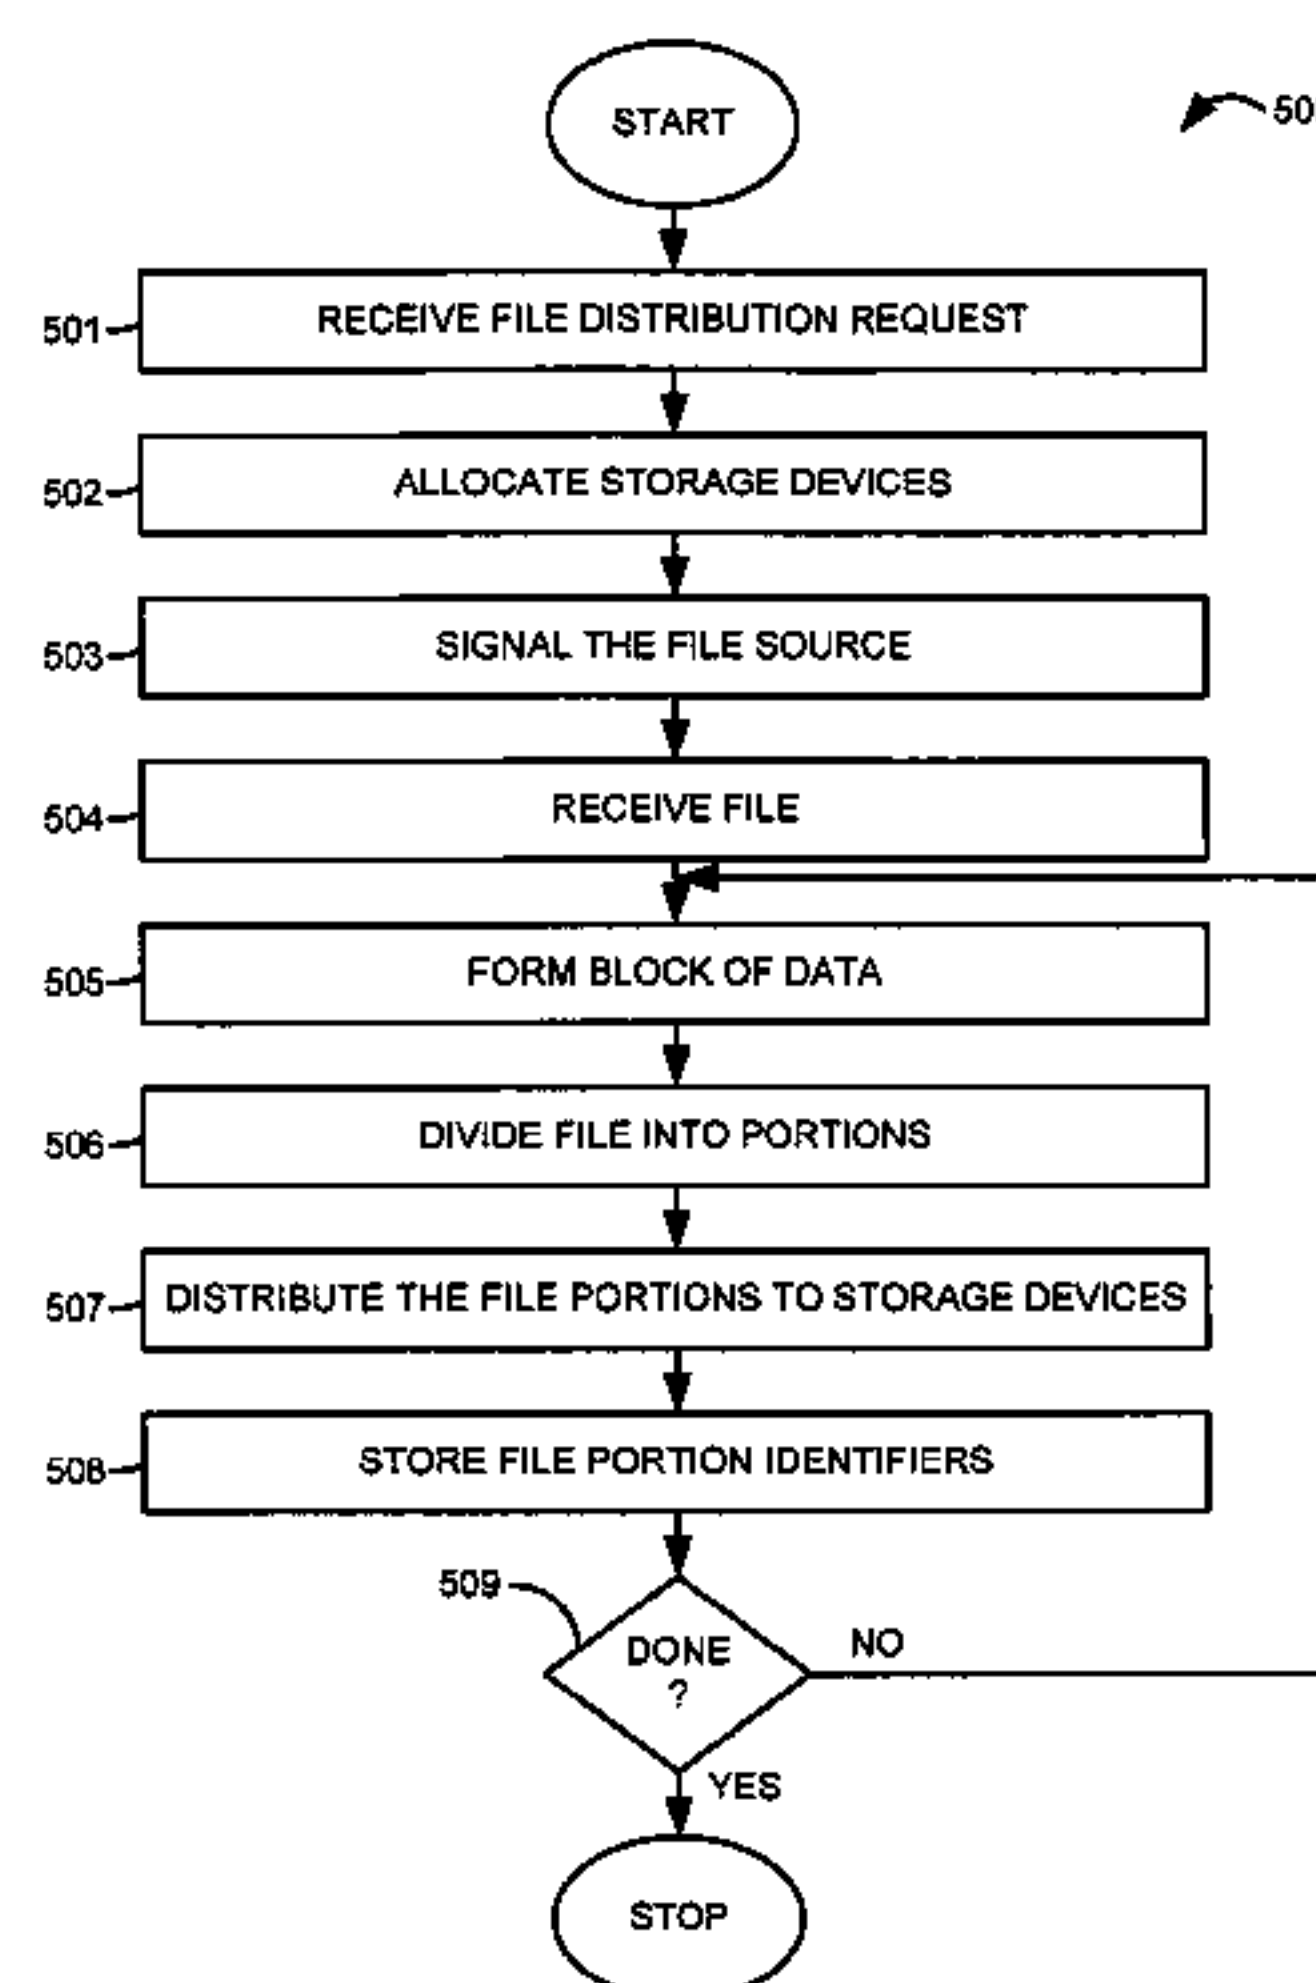 START
50
501
RECEIVE FILE DISTRIBUTION REQUEST
502
ALLOCATE STORAGE DEVICES
503
SIGNAL THE FILE SOURCE
504
RECEIVE FILE
505
FORM BLOCK OF DATA
506
DIVIDE FILE INTO PORTIONS
507
DISTRIBUTE THE FILE PORTIONS TO STORAGE DEVICES
508
STORE FILE PORTION IDENTIFIERS
509
DONE
?
NO
YES
STOP